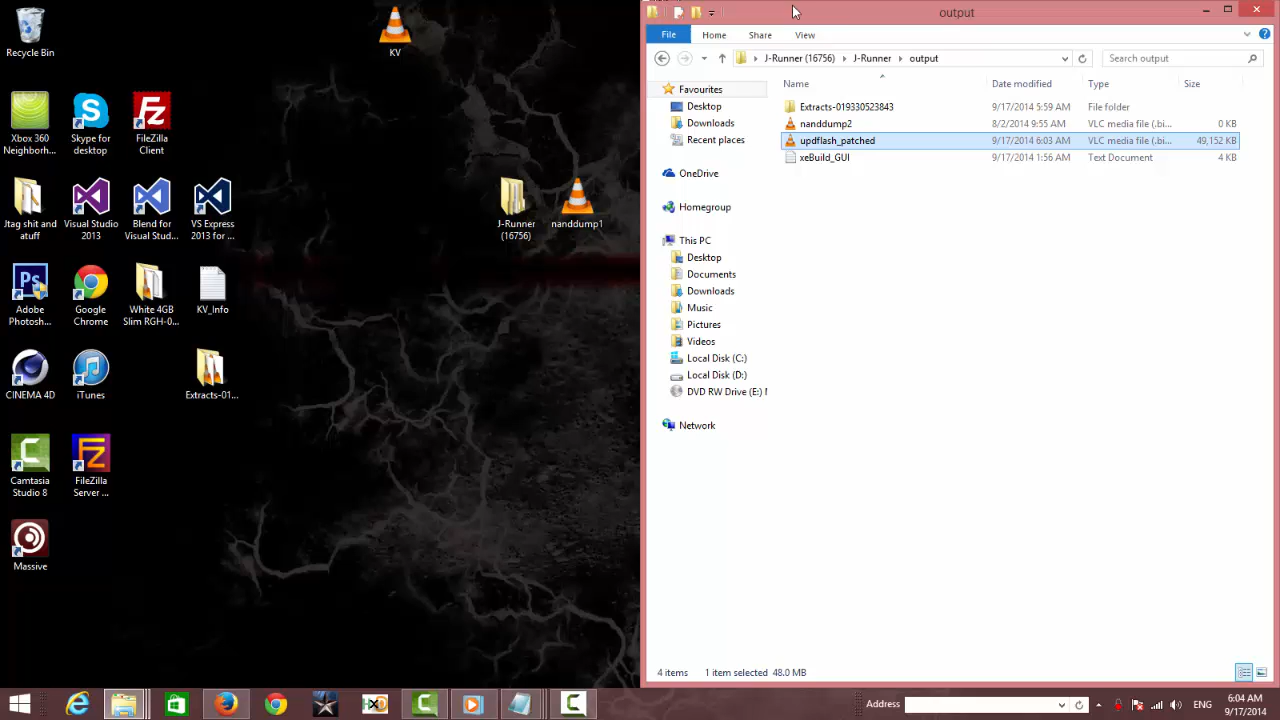 Recycle Bin
KV
Xbox 360
Neighborh...
Skype for
desktop
FileZilla
Client
Jtag shit and
atuff
Visual Studio
2013
Blend for
Visual Stud...
VS Express
2013 for ...
J-Runner
(16756)
nanddump1
Adobe
Photosh...
Google
Chrome
White 4GB
Slim RGH-0...
KV_Info
CINEMA 4D
iTunes
Extracts-01...
Camtasia
Studio 8
FileZilla
Server ...
Massive
output
File Home Share View
J-Runner (16756) J-Runner output
Search output
Name Date modified Type Size
Extracts-019330523843 9/17/2014 5:59 AM File folder
nanddump2 8/2/2014 9:55 AM VLC media file (.bi... 0 KB
updflash_patched 9/17/2014 6:03 AM VLC media file (.bi... 49,152 KB
xeBuild_GUI 9/17/2014 1:56 AM Text Document 4 KB
Favourites
Desktop
Downloads
Recent places
OneDrive
Homegroup
This PC
Desktop
Documents
Downloads
Music
Pictures
Videos
Local Disk (C:)
Local Disk (D:)
DVD RW Drive (E:)
Network
4 items 1 item selected 48.0 MB
Address
ENG
6:04 AM
9/17/2014